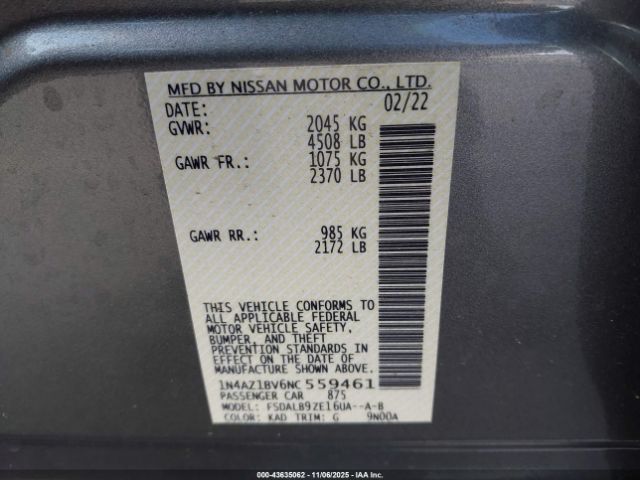 MFD BY NISSAN MOTOR CO., LTD.
DATE: 02/22
GVWR: 2045 KG
4508 LB
GAWR FR.: 1075 KG
2370 LB
GAWR RR.: 985 KG
2172 LB
THIS VEHICLE CONFORMS TO
ALL APPLICABLE FEDERAL
MOTOR VEHICLE SAFETY,
BUMPER, AND THEFT
PREVENTION STANDARDS IN
EFFECT ON THE DATE OF
MANUFACTURE SHOWN ABOVE.
1N4AZ1BV6NC 559461
PASSENGER CAR 875
MODEL: FSDALB9ZE16UA--A-B
COLOR: KAD TRIM: G 9N00A
000-43635062 - 11/06/2025 - IAA Inc.